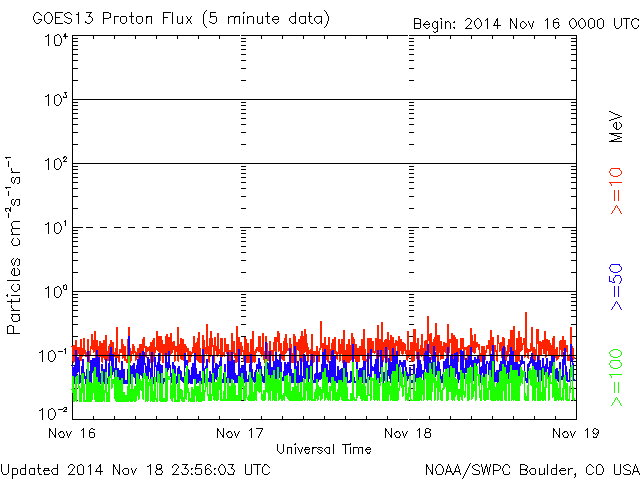 GOES13 Proton Flux (5 minute data)
Begin: 2014 Nov 16 0000 UTC
10⁴
10³
10²
10¹
10⁰
10⁻¹
10⁻²
Particles cm⁻²s⁻¹sr⁻¹
MeV
>=10
>=50
>=100
Nov 16
Nov 17
Nov 18
Nov 19
Universal Time
Updated 2014 Nov 18 23:56:03 UTC
NOAA/SWPC Boulder, CO USA